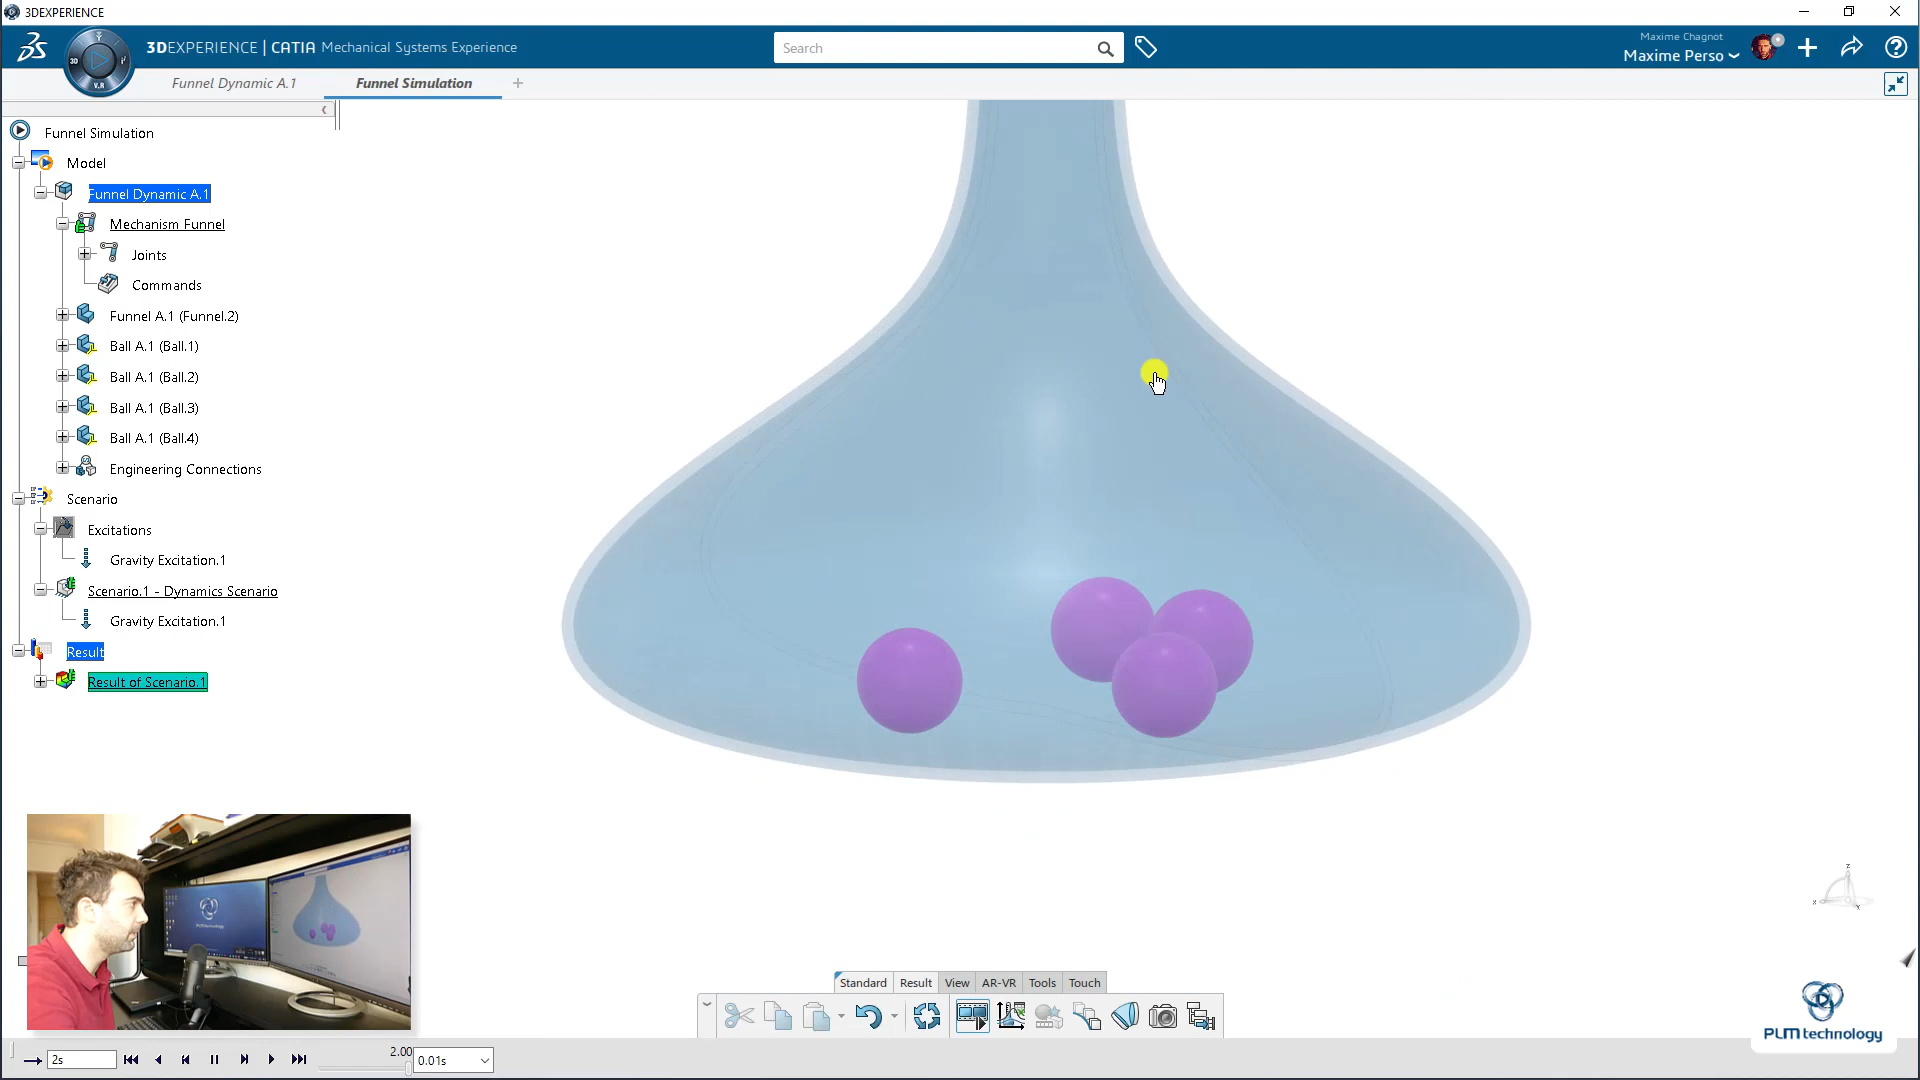 3DEXPERIENCE
3DEXPERIENCE | CATIA Mechanical Systems Experience
Search
Maxime Chagnot
Maxime Perso
3D
V.R
Funnel Dynamic A.1
Funnel Simulation
Funnel Simulation
Model
Funnel Dynamic A.1
Mechanism Funnel
Joints
Commands
Funnel A.1 (Funnel.2)
Ball A.1 (Ball.1)
Ball A.1 (Ball.2)
Ball A.1 (Ball.3)
Ball A.1 (Ball.4)
Engineering Connections
Scenario
Excitations
Gravity Excitation.1
Scenario.1 - Dynamics Scenario
Gravity Excitation.1
Result
Result of Scenario.1
PLMtechnology
Z
X
Y
Standard
Result
View
AR-VR
Tools
Touch
PLMtechnology
2s
2.00
0.01s